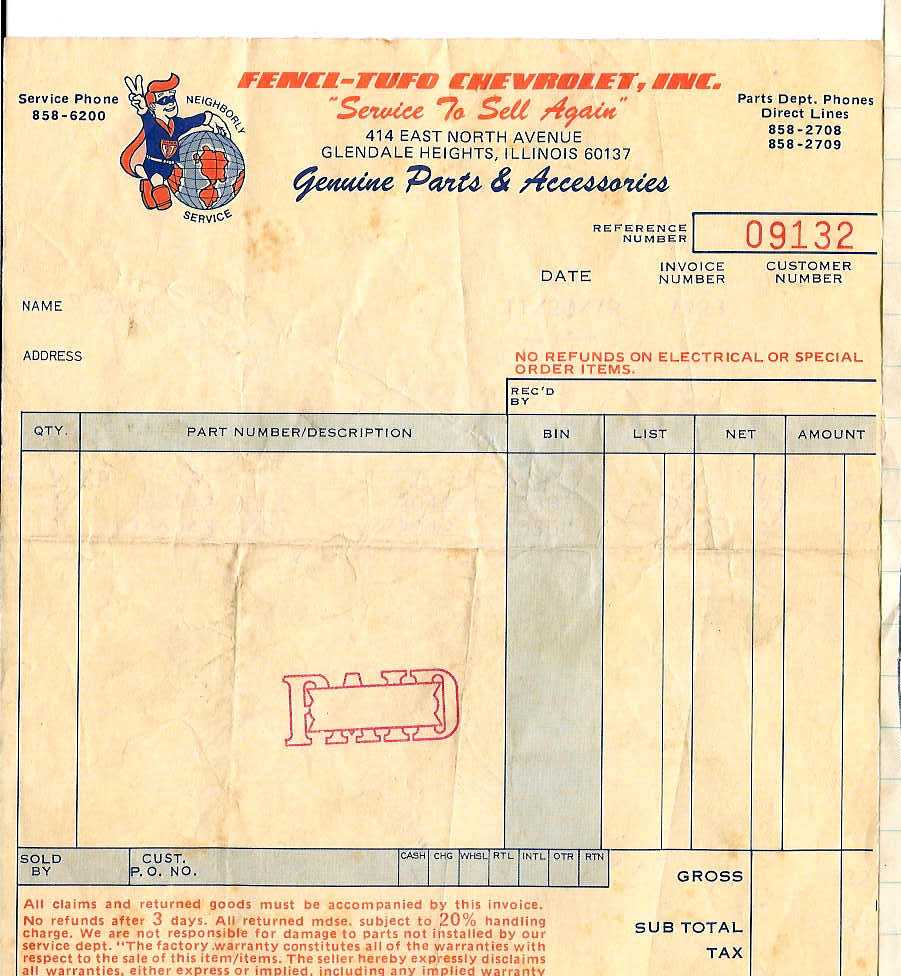 FENCL-TUFO CHEVROLET, INC.
"Service To Sell Again"
414 EAST NORTH AVENUE
GLENDALE HEIGHTS, ILLINOIS 60137
Genuine Parts & Accessories
Service Phone
858-6200
NEIGHBORLY
SERVICE
Parts Dept. Phones
Direct Lines
858-2708
858-2709
REFERENCE
NUMBER
09132
DATE
INVOICE
NUMBER
CUSTOMER
NUMBER
NAME
ADDRESS
NO REFUNDS ON ELECTRICAL OR SPECIAL
ORDER ITEMS.
REC'D
BY
QTY. PART NUMBER/DESCRIPTION BIN LIST NET AMOUNT
PAID
SOLD
BY
CUST.
P.O. NO.
CASH CHG WHSL RTL INTL OTR RTN
GROSS
SUB TOTAL
TAX
All claims and returned goods must be accompanied by this invoice.
No refunds after 3 days. All returned mdse. subject to 20% handling
charge. We are not responsible for damage to parts not installed by our
service dept. "The factory warranty constitutes all of the warranties with
respect to the sale of this item/items. The seller hereby expressly disclaims
all warranties, either express or implied, including any implied warranty